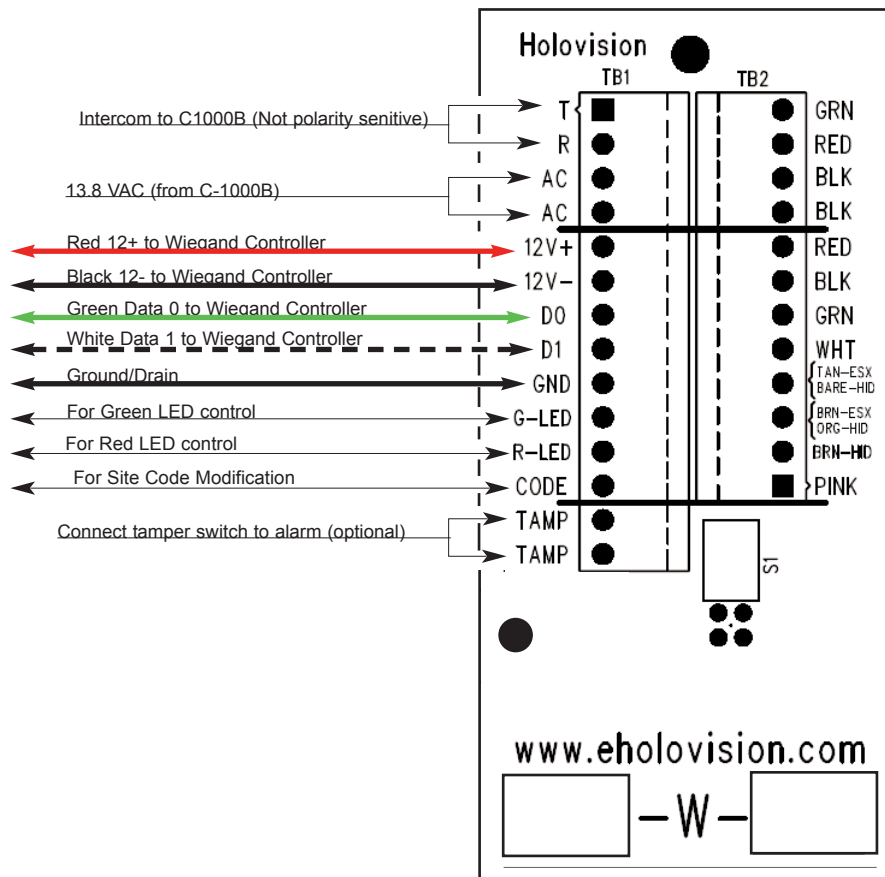 Holovision
TB1 TB2
Intercom to C1000B (Not polarity senitive)
T GRN
R RED
13.8 VAC (from C-1000B)
AC BLK
AC BLK
Red 12+ to Wiegand Controller 12V+ RED
Black 12- to Wiegand Controller 12V- BLK
Green Data 0 to Wiegand Controller D0 GRN
White Data 1 to Wiegand Controller D1 WHT
Ground/Drain GND TAN-ESX
BARE-HID
For Green LED control G-LED BRN-ESX
ORG-HID
For Red LED control R-LED BRN-HID
For Site Code Modification CODE PINK
Connect tamper switch to alarm (optional)
TAMP
TAMP
S1
www.eholovision.com
-W-